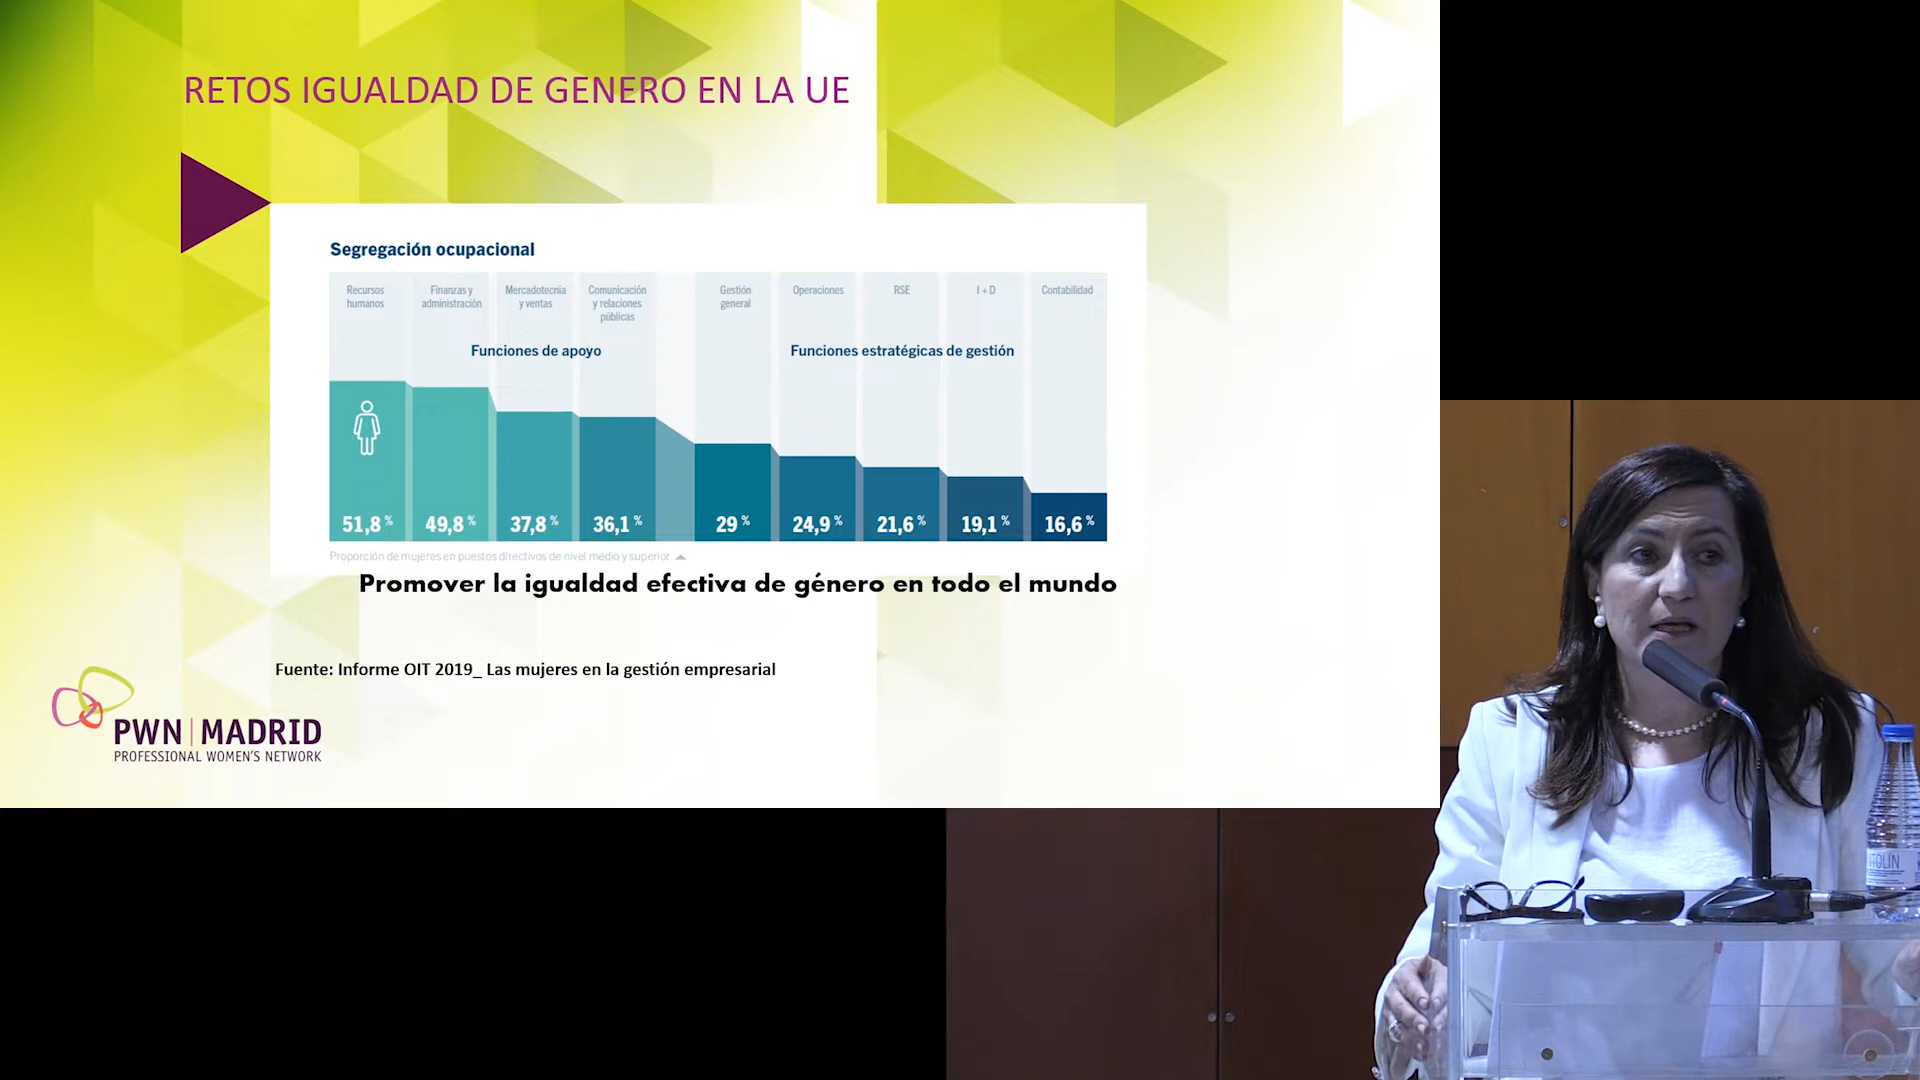 RETOS IGUALDAD DE GENERO EN LA UE
Segregación ocupacional
Recursos
humanos
Finanzas y
administración
Mercadotecnia
y ventas
Comunicación
y relaciones
públicas
Gestión
general
Operaciones
RSE
I + D
Contabilidad
Funciones de apoyo
Funciones estratégicas de gestión
51,8 %
49,8 %
37,8 %
36,1 %
29 %
24,9 %
21,6 %
19,1 %
16,6 %
Proporción de mujeres en puestos directivos de nivel medio y superior
Promover la igualdad efectiva de género en todo el mundo
Fuente: Informe OIT 2019_ Las mujeres en la gestión empresarial
PWN | MADRID
PROFESSIONAL WOMEN'S NETWORK